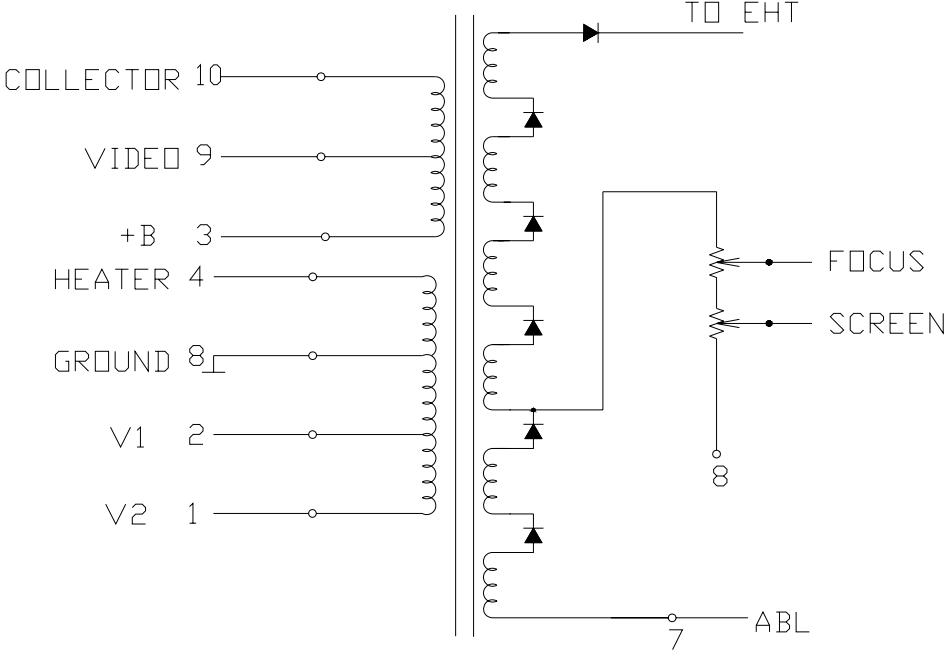 TO EHT
COLLECTOR 10
VIDEO 9
+B 3
HEATER 4
FOCUS
SCREEN
GROUND 8
V1 2
8
V2 1
ABL
7